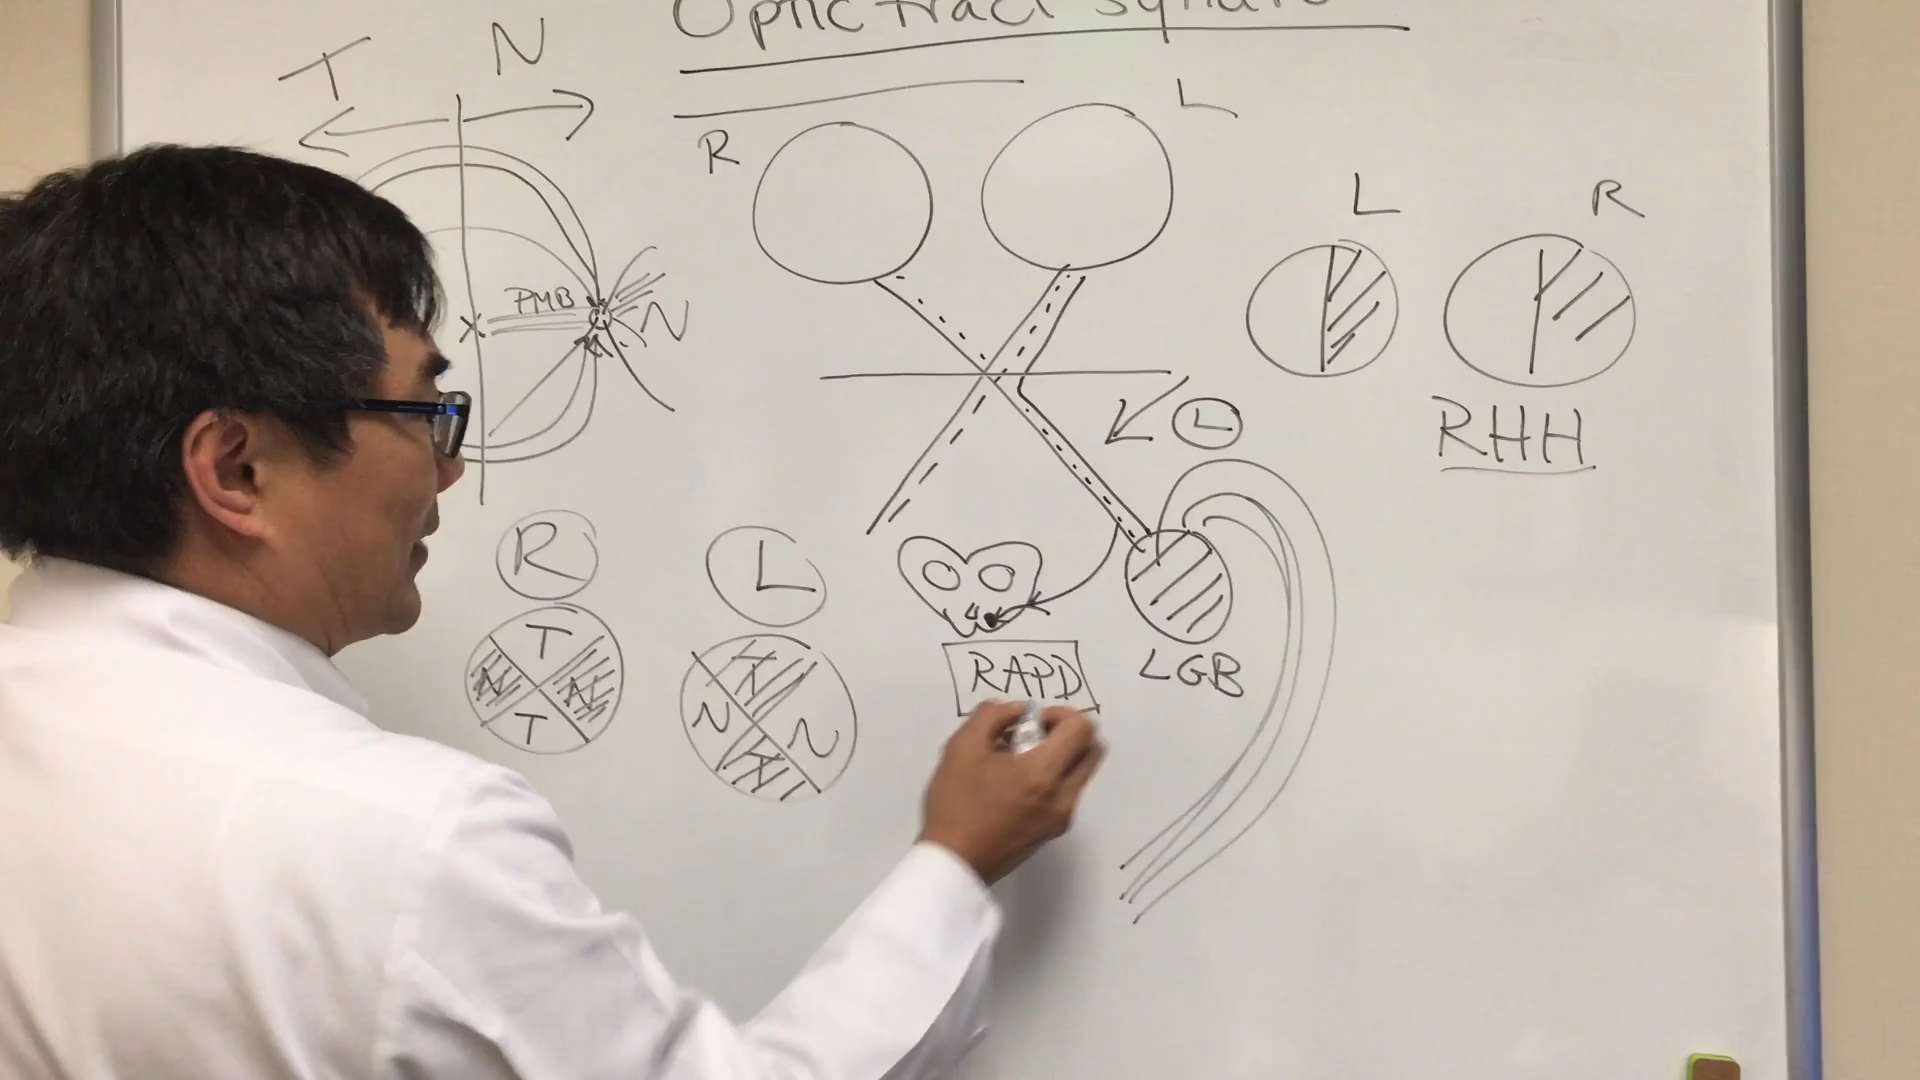 Optic tract
T N
R L
L R
PMB
N
L
RHH
R L
T
N N
T
N N
RAPD
LGB